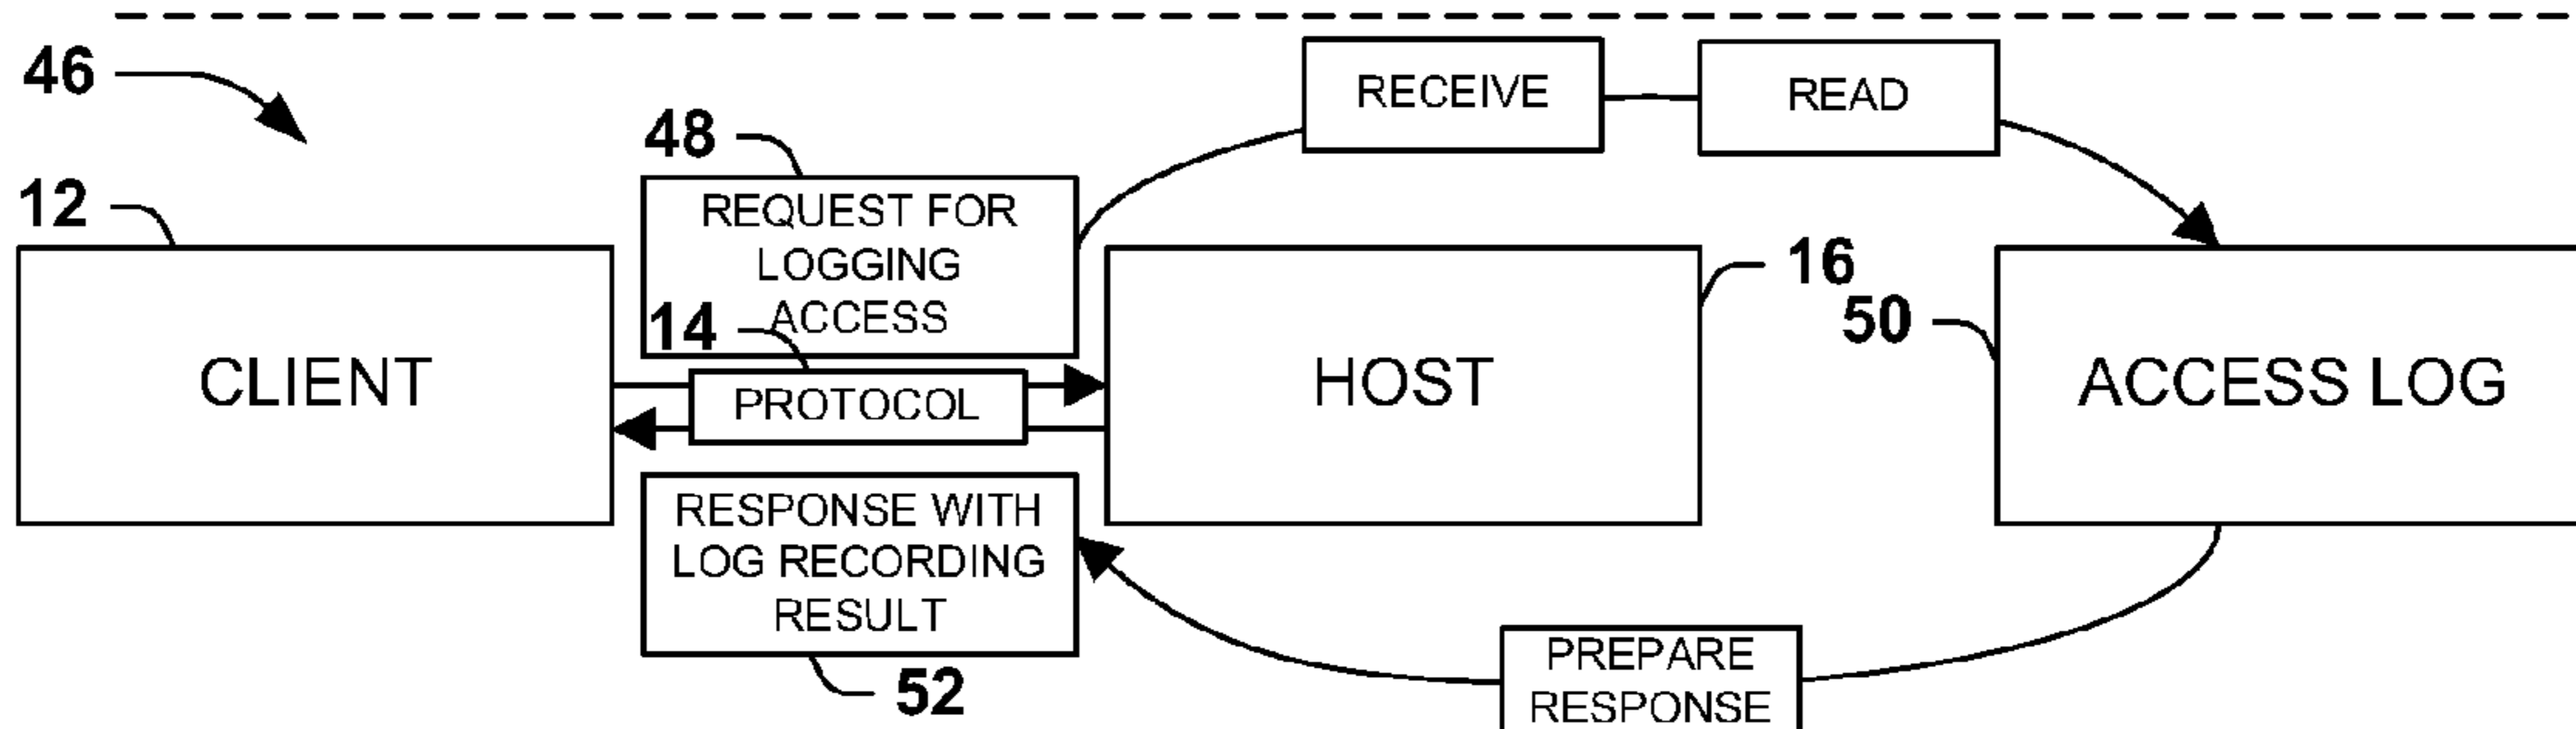 46
RECEIVE
READ
48
REQUEST FOR
LOGGING
ACCESS
12
16
14
50
CLIENT
PROTOCOL
HOST
ACCESS LOG
RESPONSE WITH
LOG RECORDING
RESULT
52
PREPARE
RESPONSE